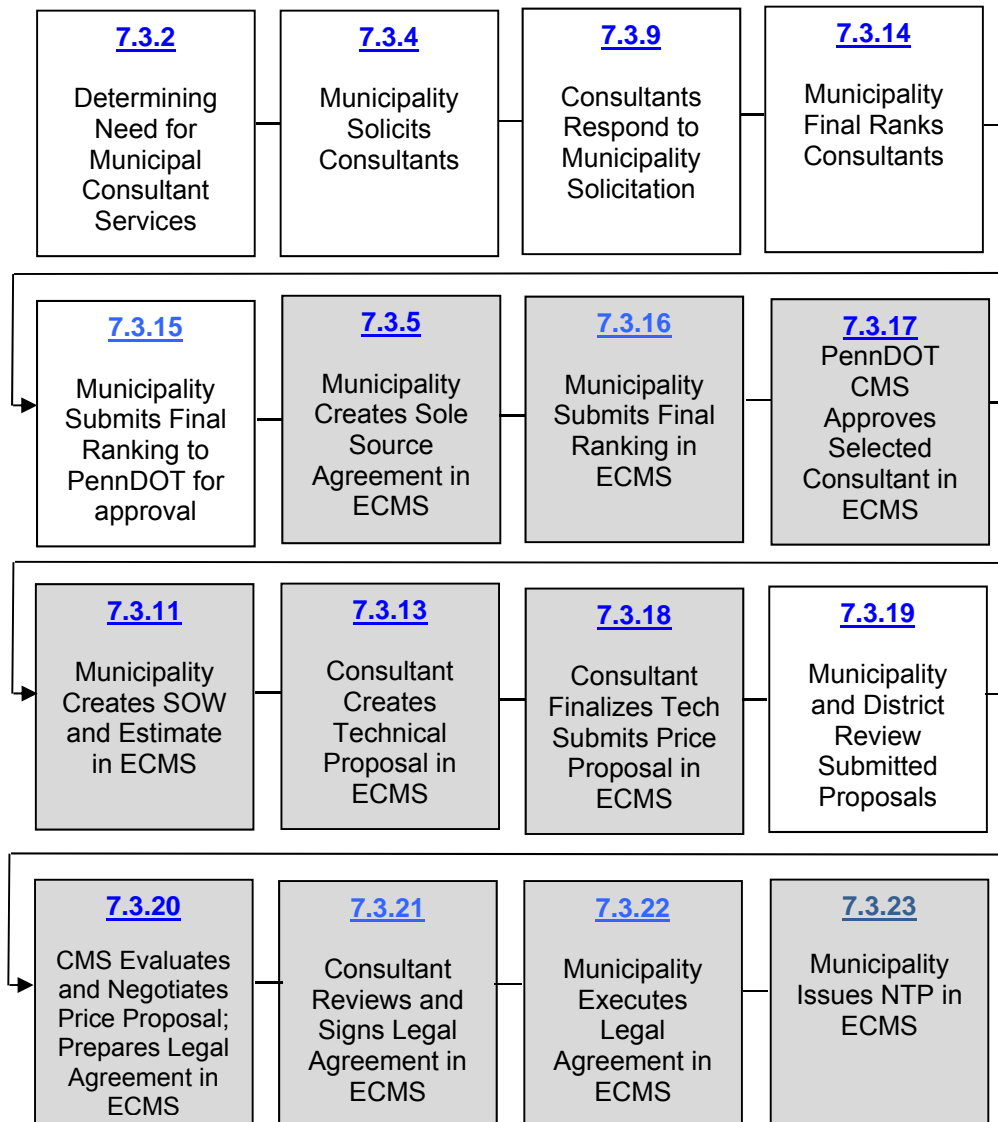 7.3.2
Determining
Need for
Municipal
Consultant
Services
7.3.4
Municipality
Solicits
Consultants
7.3.9
Consultants
Respond to
Municipality
Solicitation
7.3.14
Municipality
Final Ranks
Consultants
7.3.15
Municipality
Submits Final
Ranking to
PennDOT for
approval
7.3.5
Municipality
Creates Sole
Source
Agreement in
ECMS
7.3.16
Municipality
Submits Final
Ranking in
ECMS
7.3.17
PennDOT
CMS
Approves
Selected
Consultant in
ECMS
7.3.11
Municipality
Creates SOW
and Estimate
in ECMS
7.3.13
Consultant
Creates
Technical
Proposal in
ECMS
7.3.18
Consultant
Finalizes Tech
Submits Price
Proposal in
ECMS
7.3.19
Municipality
and District
Review
Submitted
Proposals
7.3.20
CMS Evaluates
and Negotiates
Price Proposal;
Prepares Legal
Agreement in
ECMS
7.3.21
Consultant
Reviews and
Signs Legal
Agreement in
ECMS
7.3.22
Municipality
Executes
Legal
Agreement in
ECMS
7.3.23
Municipality
Issues NTP in
ECMS